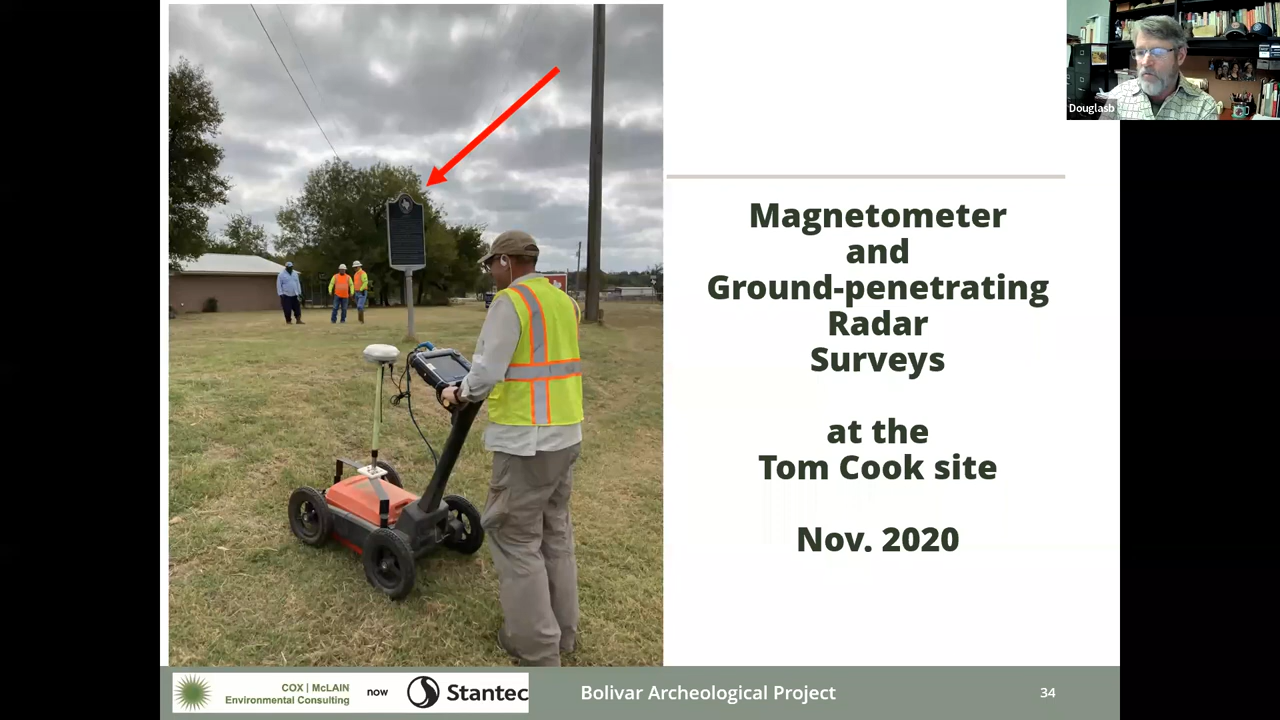 Douglasb
Magnetometer
and
Ground-penetrating
Radar
Surveys
at the
Tom Cook site
Nov. 2020
COX | McLAIN
Environmental Consulting
now
Stantec
Bolivar Archeological Project
34